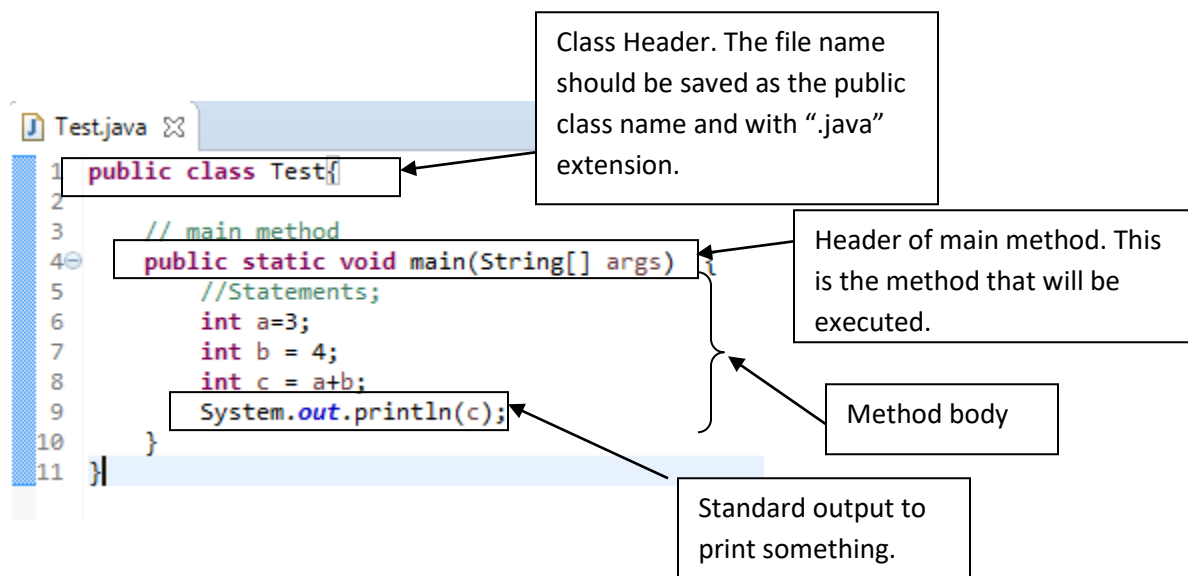 Class Header. The file name
should be saved as the public
class name and with “.java”
extension.
Test.java
1 public class Test{
2
3 // main method
4 public static void main(String[] args) {
5 //Statements;
6 int a=3;
7 int b = 4;
8 int c = a+b;
9 System.out.println(c);
10 }
11 }
Header of main method. This
is the method that will be
executed.
Method body
Standard output to
print something.